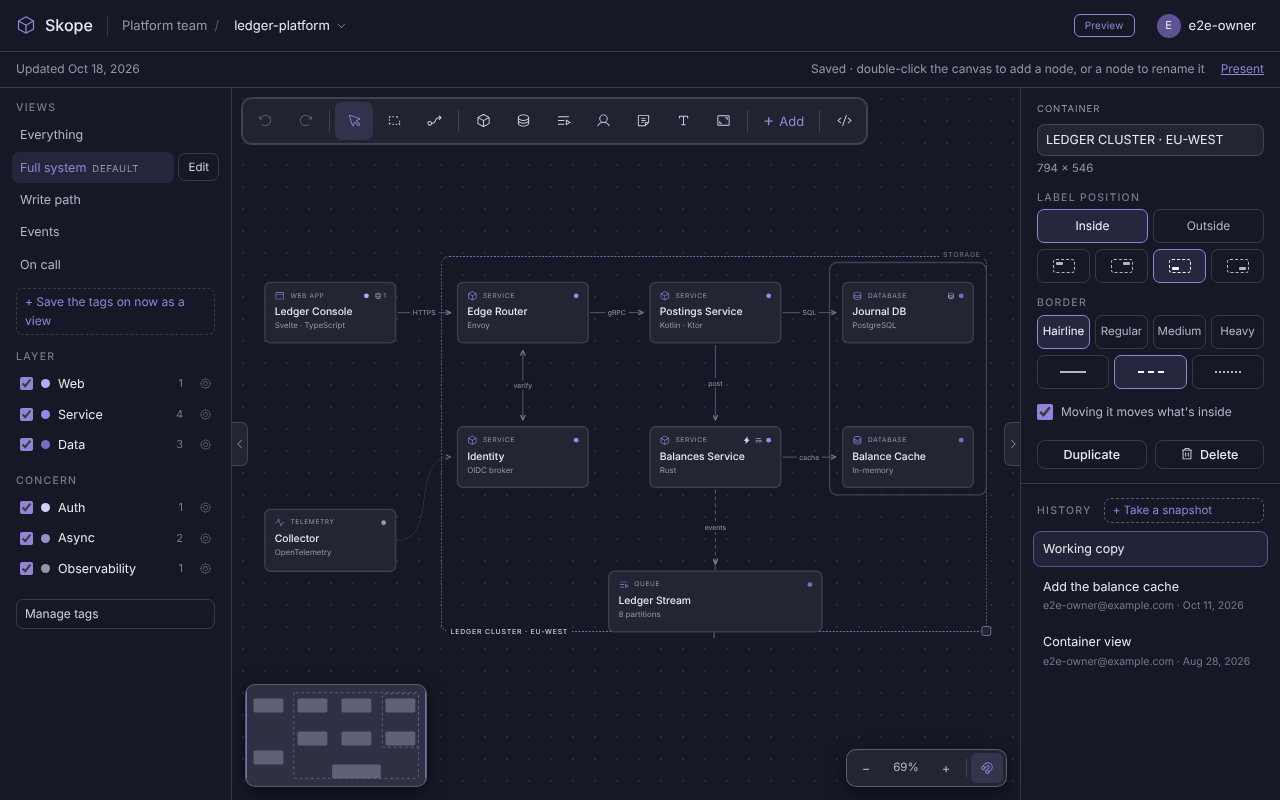 Skope
Platform team / ledger-platform
Preview
E e2e-owner
Updated Oct 18, 2026
Saved · double-click the canvas to add a node, or a node to rename it
Present
VIEWS
Everything
Full system DEFAULT
Edit
Write path
Events
On call
+ Save the tags on now as a
view
LAYER
Web 1
Service 4
Data 3
CONCERN
Auth 1
Async 2
Observability 1
Manage tags
+ Add
STORAGE
WEB APP 1
Ledger Console
Svelte · TypeScript
HTTPS
SERVICE
Edge Router
Envoy
gRPC
SERVICE
Postings Service
Kotlin · Ktor
SQL
DATABASE
Journal DB
PostgreSQL
verify
post
SERVICE
Identity
OIDC broker
SERVICE
Balances Service
Rust
cache
DATABASE
Balance Cache
In-memory
TELEMETRY
Collector
OpenTelemetry
events
QUEUE
Ledger Stream
8 partitions
LEDGER CLUSTER · EU-WEST
− 69% +
CONTAINER
LEDGER CLUSTER · EU-WEST
794 × 546
LABEL POSITION
Inside
Outside
BORDER
Hairline
Regular
Medium
Heavy
Moving it moves what's inside
Duplicate
Delete
HISTORY
+ Take a snapshot
Working copy
Add the balance cache
e2e-owner@example.com · Oct 11, 2026
Container view
e2e-owner@example.com · Aug 28, 2026